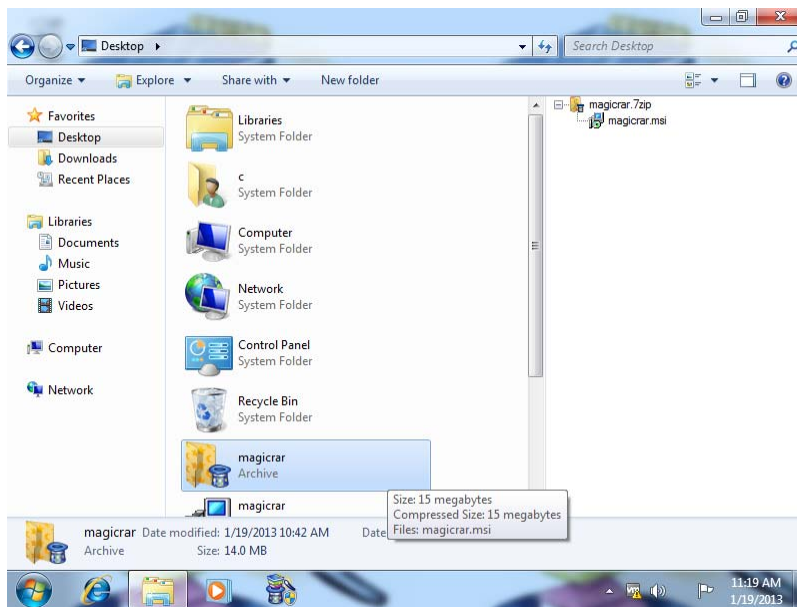 Desktop
Search Desktop
Organize
Explore
Share with
New folder
Favorites
Desktop
Downloads
Recent Places
Libraries
Documents
Music
Pictures
Videos
Computer
Network
Libraries
System Folder
c
System Folder
Computer
System Folder
Network
System Folder
Control Panel
System Folder
Recycle Bin
System Folder
magicrar
Archive
magicrar
magicrar.7zip
magicrar.msi
Size: 15 megabytes
Compressed Size: 15 megabytes
Files: magicrar.msi
magicrar Date modified: 1/19/2013 10:42 AM Date
Archive Size: 14.0 MB
11:19 AM
1/19/2013